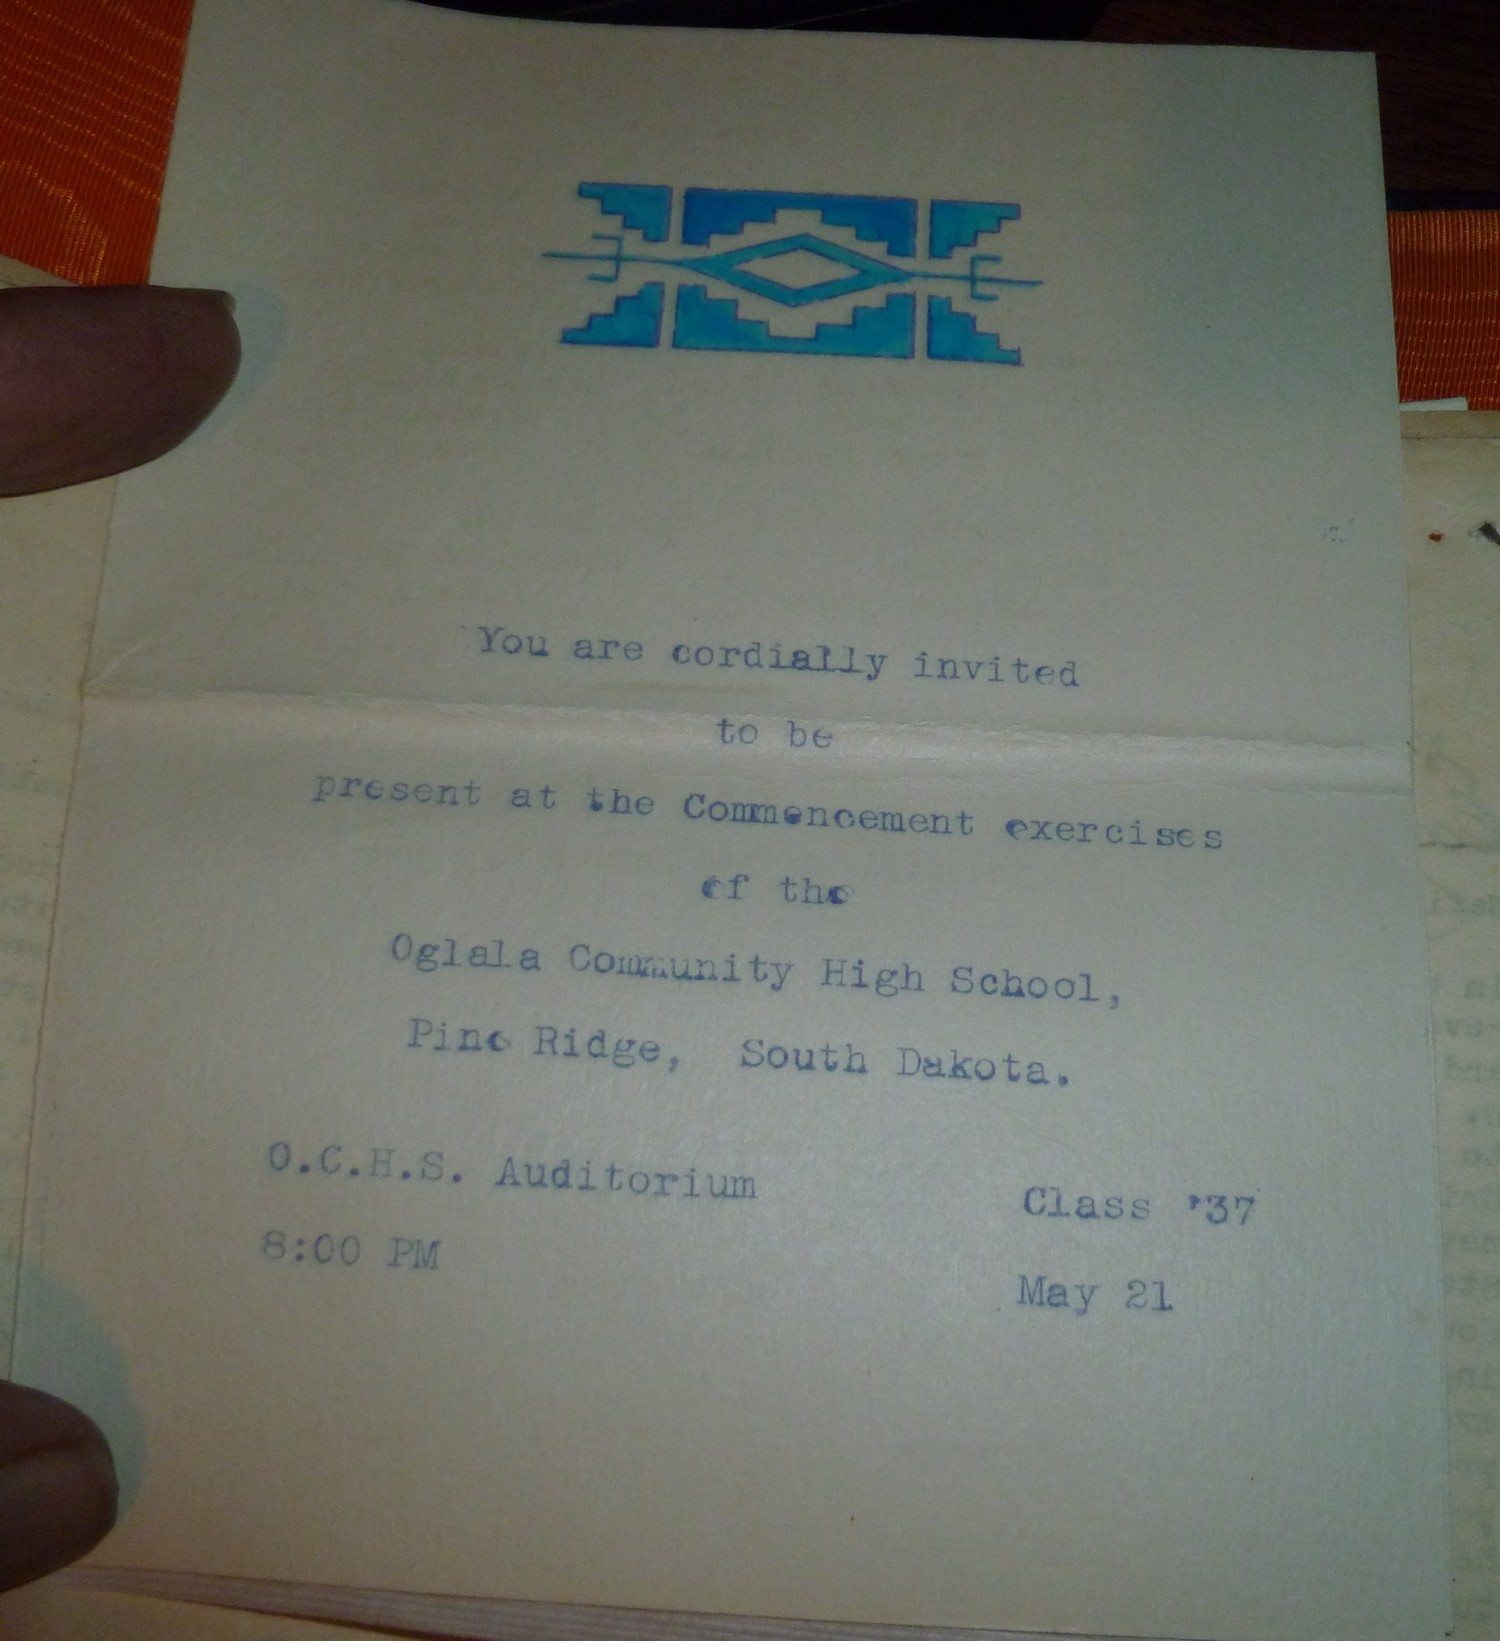 You are cordially invited
to be
present at the Commencement exercises
of the
Oglala Community High School,
Pine Ridge, South Dakota.
O.C.H.S. Auditorium
Class '37
8:00 PM
May 21